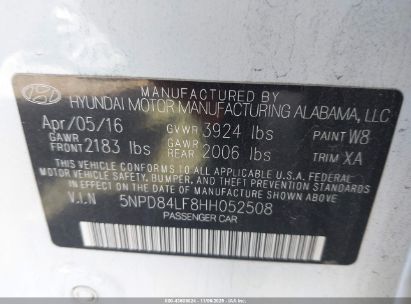 MANUFACTURED BY
HYUNDAI MOTOR MANUFACTURING ALABAMA, LLC
Apr/05/16 GVWR 3924 lbs PAINT W8
GAWR FRONT 2183 lbs GAWR REAR 2006 lbs TRIM XA
THIS VEHICLE CONFORMS TO ALL APPLICABLE U.S. FEDERAL
MOTOR VEHICLE SAFETY, BUMPER, AND THEFT PREVENTION STANDARDS
IN EFFECT ON THE DATE OF MANUFACTURE SHOWN ABOVE.
V.I.N 5NPD84LF8HH052508
PASSENGER CAR